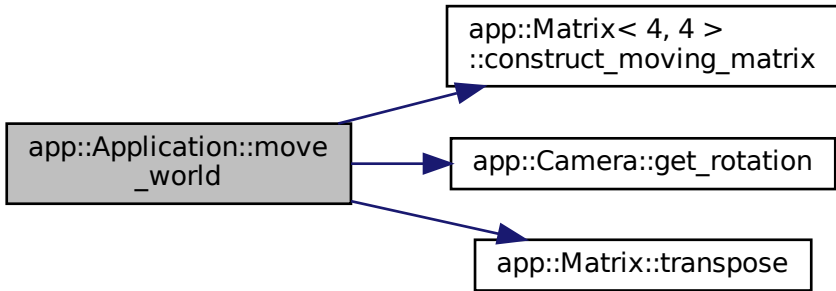 app::Matrix< 4, 4 >
::construct_moving_matrix
app::Application::move
_world
app::Camera::get_rotation
app::Matrix::transpose